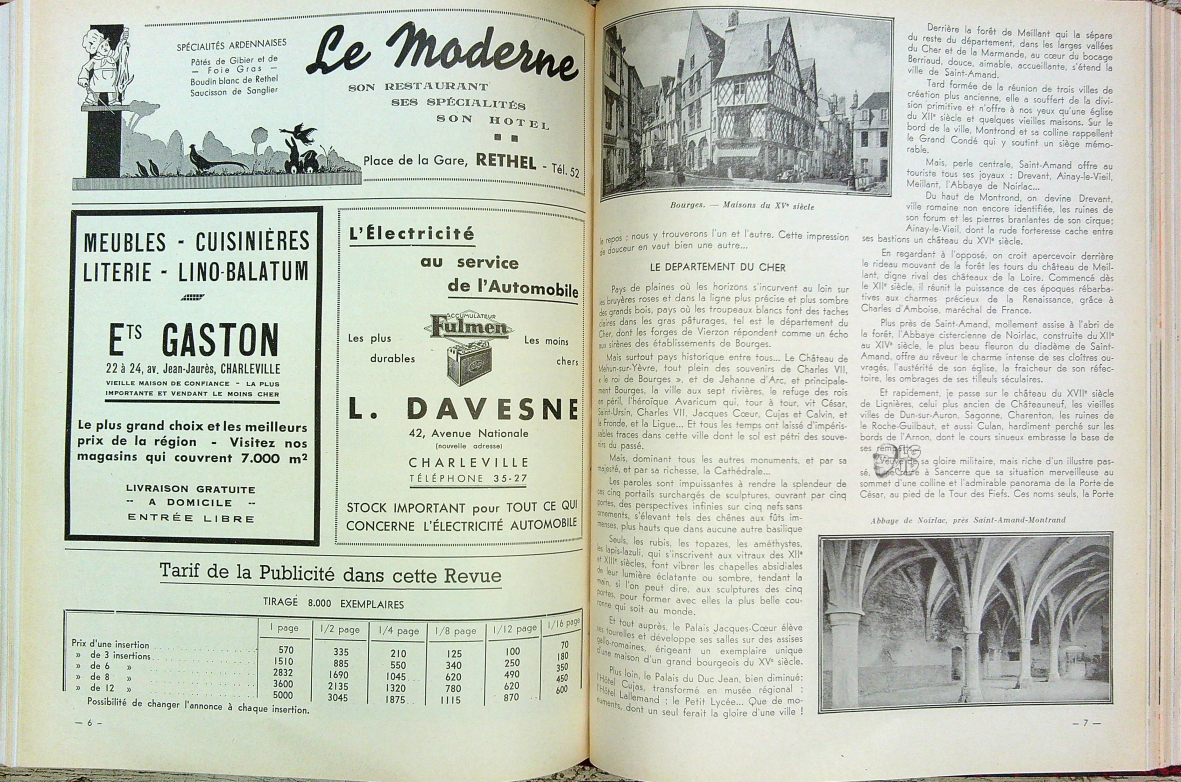 SPÉCIALITÉS ARDENNAISES
Pâtés de Gibier et de
— Foie Gras —
Boudin blanc de Rethel
Saucisson de Sanglier
Le Moderne
SON RESTAURANT
SES SPÉCIALITÉS
SON HOTEL
Place de la Gare, RETHEL - Tél. 52
MEUBLES - CUISINIÈRES
LITERIE - LINO-BALATUM
ETS GASTON
22 à 24, av. Jean-Jaurès, CHARLEVILLE
VIEILLE MAISON DE CONFIANCE - LA PLUS
IMPORTANTE ET VENDANT LE MOINS CHER
Le plus grand choix et les meilleurs
prix de la région - Visitez nos
magasins qui couvrent 7.000 m²
LIVRAISON GRATUITE
-- A DOMICILE --
ENTRÉE LIBRE
L'Électricité
au service
de l'Automobile
ACCUMULATEUR
Fulmen
Les plus
durables
Les moins
chers
L. DAVESNE
42, Avenue Nationale
(nouvelle adresse)
CHARLEVILLE
TÉLÉPHONE 35-27
STOCK IMPORTANT pour TOUT CE QUI
CONCERNE L'ÉLECTRICITÉ AUTOMOBILE
Tarif de la Publicité dans cette Revue
TIRAGE 8.000 EXEMPLAIRES
1 page 1/2 page 1/4 page 1/8 page 1/12 page 1/16 page
Prix d'une insertion 570 335 210 125 100 70
» de 3 insertions 1510 885 550 340 250 180
» de 6 » 2832 1690 1045 620 490 350
» de 8 » 3600 2135 1320 780 620 450
» de 12 » 5000 3045 1875 1115 870 600
Possibilité de changer l'annonce à chaque insertion.
— 6 —
Bourges. — Maisons du XVe siècle
le repos : nous y trouverons l'un et l'autre. Cette impression
de douceur en vaut bien une autre...
LE DEPARTEMENT DU CHER
Pays de plaines où les horizons s'incurvent au loin sur
les bruyères roses et dans la ligne plus précise et plus sombre
des grands bois, pays où les troupeaux blancs font des taches
claires dans les gras pâturages, tel est le département du
Cher, dont les forges de Vierzon répondent comme un écho
aux sirènes des établissements de Bourges.
Mais surtout pays historique entre tous... Le Château de
Mehun-sur-Yèvre, tout plein des souvenirs de Charles VII,
« le roi de Bourges », et de Jehanne d'Arc, et principale-
ment Bourges, la ville aux sept rivières, le refuge des rois
en péril, l'héroïque Avaricum qui, tour à tour, vit César,
Saint-Ursin, Charles VII, Jacques Cœur, Cujas et Calvin, et
la Fronde, et la Ligue... Et tous les temps ont laissé d'impéris-
sables traces dans cette ville dont le sol est pétri des souve-
nirs du passé.
Mais, dominant tous les autres monuments, et par sa
majesté, et par sa richesse, la Cathédrale...
Les paroles sont impuissantes à rendre la splendeur de
ces cinq portails surchargés de sculptures, ouvrant par cinq
portes, des perspectives infinies sur cinq nefs sans
ornements, s'élevant tels des chênes aux fûts im-
menses, plus hauts que dans aucune autre basilique
Seuls, les rubis, les topazes, les améthystes,
les lapis-lazuli, qui s'inscrivent aux vitraux des XIIe
et XIIIe siècles, font vibrer les chapelles absidiales
de leur lumière éclatante ou sombre, tendant la
main, si l'on peut dire, aux sculptures des cinq
portes, pour former avec elles la plus belle cou-
ronne qui soit au monde.
Et tout auprès, le Palais Jacques-Cœur élève
ses tourelles et développe ses salles sur des assises
gallo-romaines, érigeant un exemplaire unique
d'une maison d'un grand bourgeois du XVe siècle.
Plus loin, le Palais du Duc Jean, bien diminué;
l'Hôtel Cujas, transformé en musée régional ;
l'Hôtel Lallemand ; le Petit Lycée... Que de mo-
numents, dont un seul ferait la gloire d'une ville !
Derrière la forêt de Meillant qui la sépare
du reste du département, dans les larges vallées
du Cher et de la Marmande, au cœur du bocage
Berriaud, douce, aimable, accueillante, s'étend la
ville de Saint-Amand.
Tard formée de la réunion de trois villes de
création plus ancienne, elle a souffert de la divi-
sion primitive et n'offre à nos yeux qu'une église
du XIIe siècle et quelques vieilles maisons. Sur le
bord de la ville, Montrond et sa colline rappellent
le Grand Condé qui y soutint un siège mémo-
rable.
Mais, perle centrale, Saint-Amand offre au
touriste tous ses joyaux : Drevant, Ainay-le-Vieil,
Meillant, l'Abbaye de Noirlac...
Du haut de Montrond, on devine Drevant,
ville romaine non encore identifiée, les ruines de
son forum et les pierres branlantes de son cirque;
Ainay-le-Vieil, dont la rude forteresse cache entre
ses bastions un château du XVIe siècle.
En regardant à l'opposé, on croit apercevoir derrière
le rideau mouvant de la forêt les tours du château de Meil-
lant, digne rival des châteaux de la Loire. Commencé dès
le XIIe siècle, il réunit la puissance de ces époques rébarba-
tives aux charmes précieux de la Renaissance, grâce à
Charles d'Amboise, maréchal de France.
Plus près de Saint-Amand, mollement assise à l'abri de
la forêt, l'Abbaye cistercienne de Noirlac, construite du XIIe
au XIVe siècle, le plus beau fleuron du diadème de Saint-
Amand, offre au rêveur le charme intense de ses cloîtres ou-
vragés, l'austérité de son église, la fraîcheur de son réfec-
toire, les ombrages de ses tilleuls séculaires.
Et rapidement, je passe sur le château du XVIIe siècle
de Lignières, celui plus ancien de Châteauneuf, les vieilles
villes de Dun-sur-Auron, Sagonne, Charenton, les ruines de
la Roche-Guilbaut, et aussi Culan, hardiment perché sur les
bords de l'Arnon, dont le cours sinueux embrasse la base de
ses
sa gloire militaire, mais riche d'un illustre pas-
sé, à Sancerre que sa situation merveilleuse au
sommet d'une colline et l'admirable panorama de la Porte de
César, au pied de la Tour des Fiefs. Ces noms seuls, la Porte
Abbaye de Noirlac, près Saint-Amand-Montrand
— 7 —